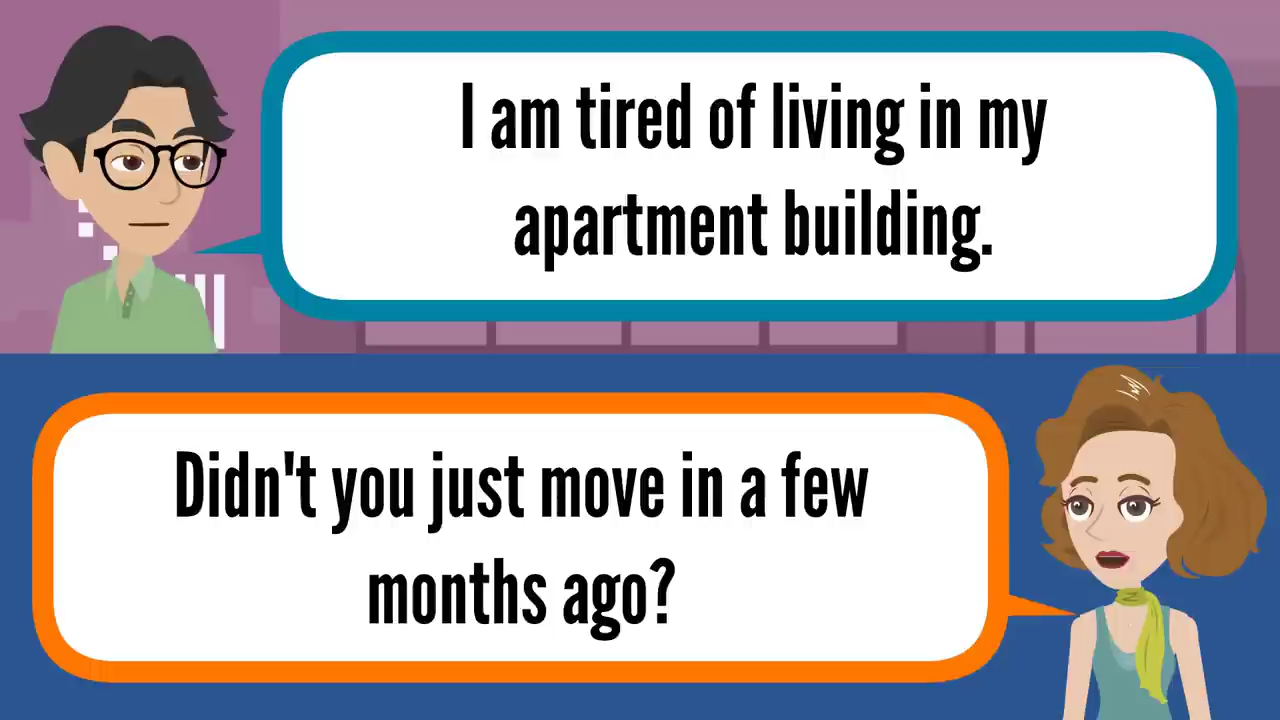 I am tired of living in my
apartment building.
Didn't you just move in a few
months ago?